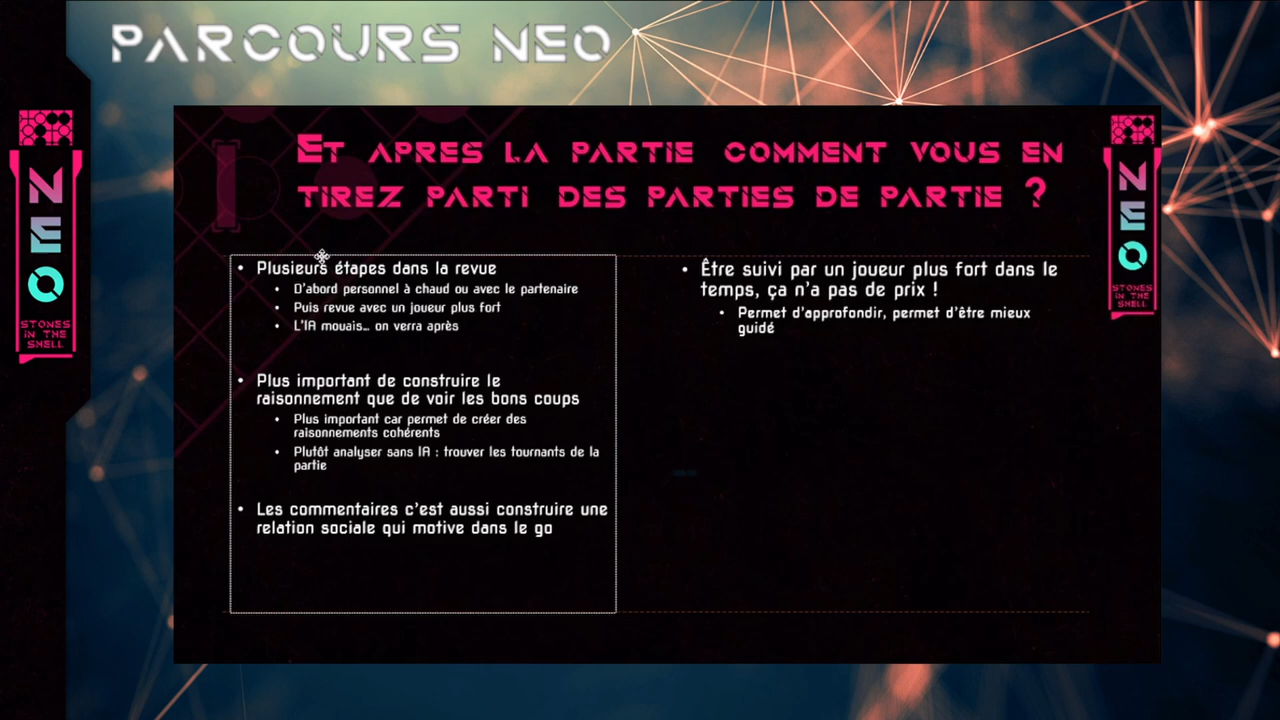 PARCOURS NEO
NEO
STONES
IN THE
SHELL
Et apres la partie comment vous en
tirez parti des parties de partie ?
• Plusieurs étapes dans la revue
• D'abord personnel à chaud ou avec le partenaire
• Puis revue avec un joueur plus fort
• L'IA mouais… on verra après
• Plus important de construire le
raisonnement que de voir les bons coups
• Plus important car permet de créer des
raisonnements cohérents
• Plutôt analyser sans IA : trouver les tournants de la
partie
• Les commentaires c'est aussi construire une
relation sociale qui motive dans le go
• Être suivi par un joueur plus fort dans le
temps, ça n'a pas de prix !
• Permet d'approfondir, permet d'être mieux
guidé
NEO
STONES
IN THE
SHELL